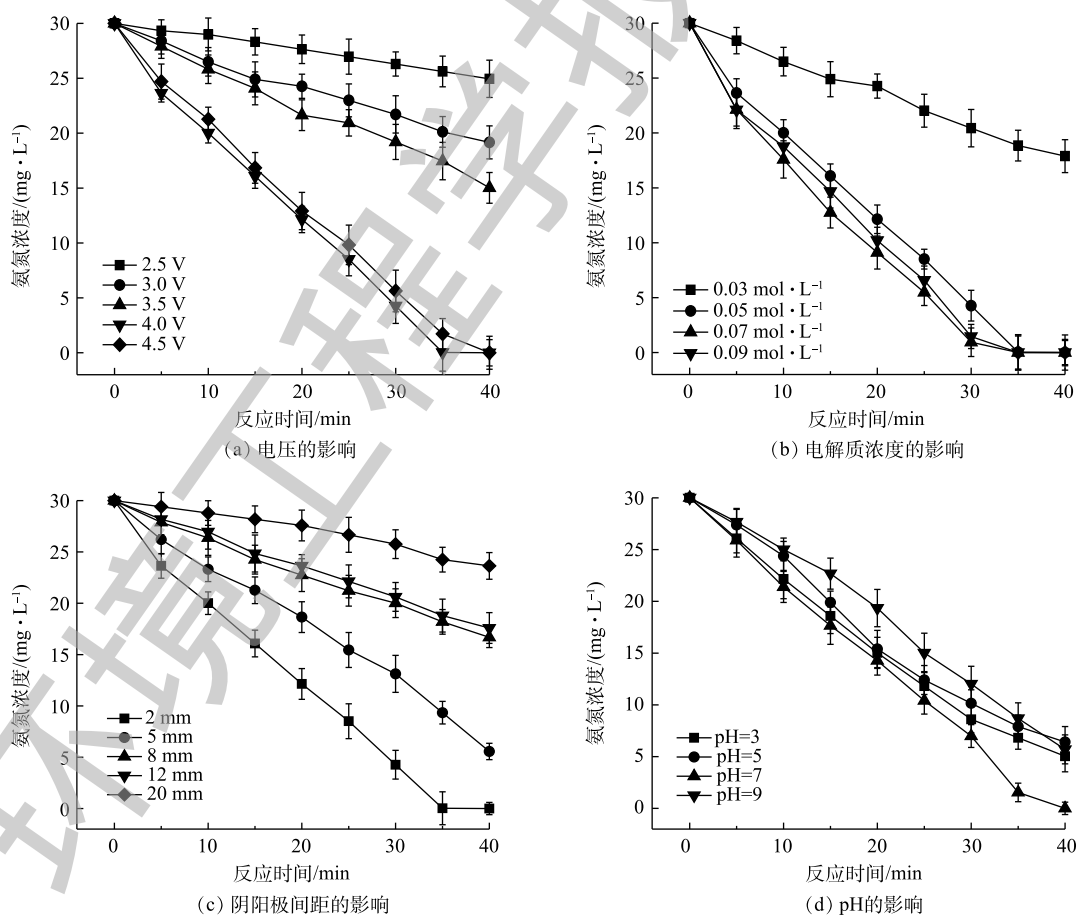 30
25
20
15
10
5
0
氨氮浓度/(mg·L⁻¹)
2.5 V
3.0 V
3.5 V
4.0 V
4.5 V
0 10 20 30 40
反应时间/min
(a) 电压的影响
30
25
20
15
10
5
0
氨氮浓度/(mg·L⁻¹)
0.03 mol·L⁻¹
0.05 mol·L⁻¹
0.07 mol·L⁻¹
0.09 mol·L⁻¹
0 10 20 30 40
反应时间/min
(b) 电解质浓度的影响
30
25
20
15
10
5
0
氨氮浓度/(mg·L⁻¹)
2 mm
5 mm
8 mm
12 mm
20 mm
0 10 20 30 40
反应时间/min
(c) 阴阳极间距的影响
30
25
20
15
10
5
0
氨氮浓度/(mg·L⁻¹)
pH=3
pH=5
pH=7
pH=9
0 10 20 30 40
反应时间/min
(d) pH的影响
环境工程学报